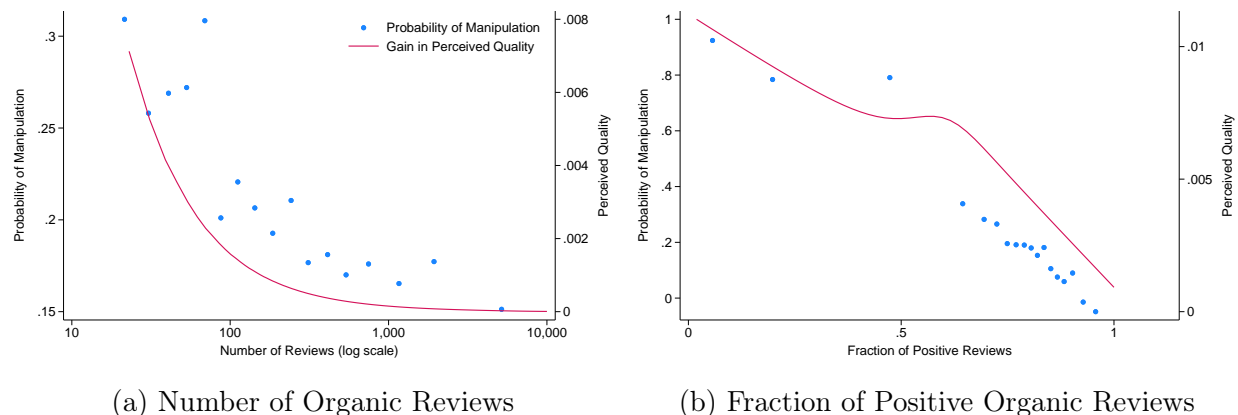 .3
.25
.2
.15
Probability of Manipulation
10
100
1,000
10,000
Number of Reviews (log scale)
.008
.006
.004
.002
0
Perceived Quality
Probability of Manipulation
Gain in Perceived Quality
(a) Number of Organic Reviews
1
.8
.6
.4
.2
0
Probability of Manipulation
0
.5
1
Fraction of Positive Reviews
.01
.005
0
Perceived Quality
(b) Fraction of Positive Organic Reviews